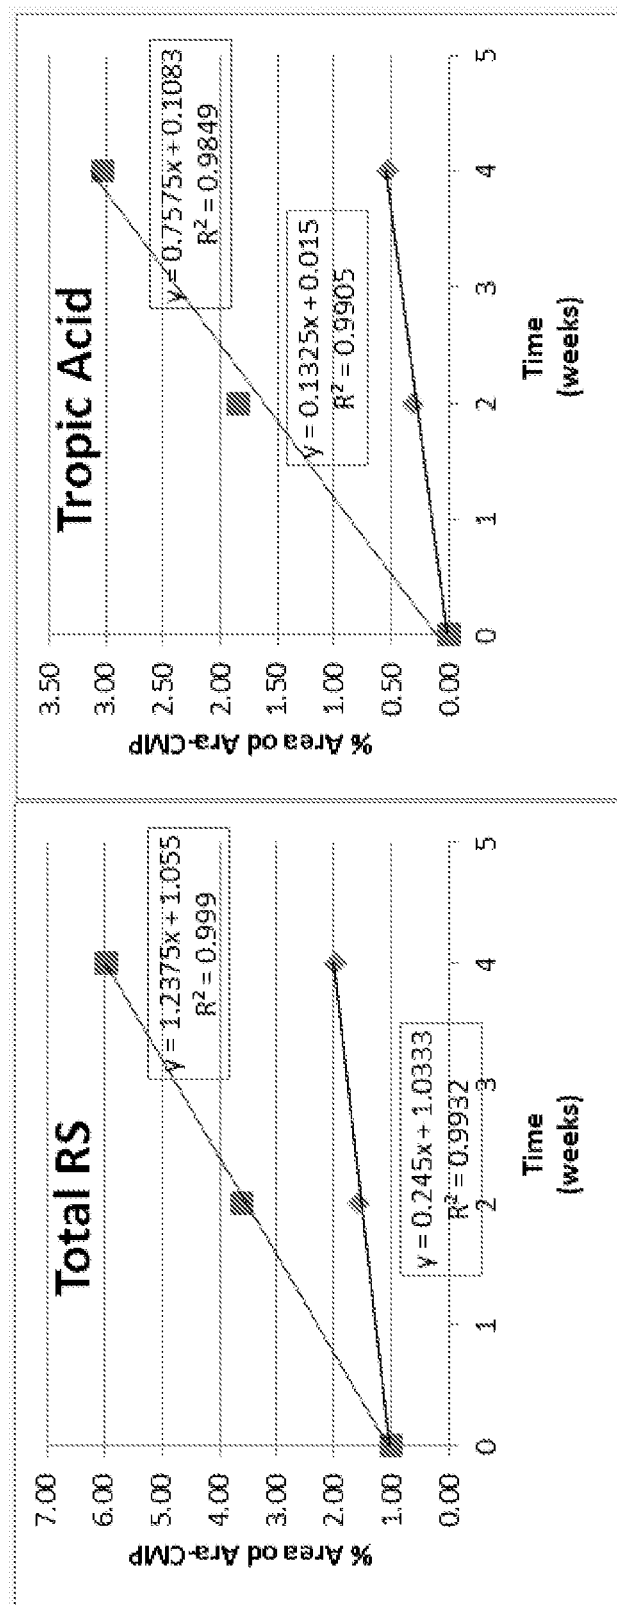 Total RS
7.00
6.00
5.00
4.00
3.00
2.00
1.00
0.00
% Area od Ara-CMP
y = 1.2375x + 1.055
R² = 0.999
y = 0.245x + 1.0333
R² = 0.9932
0 1 2 3 4 5
Time
(weeks)
Tropic Acid
3.50
3.00
2.50
2.00
1.50
1.00
0.50
0.00
% Area od Ara-CMP
y = 0.7575x + 0.1083
R² = 0.9849
y = 0.1325x + 0.015
R² = 0.9905
0 1 2 3 4 5
Time
(weeks)